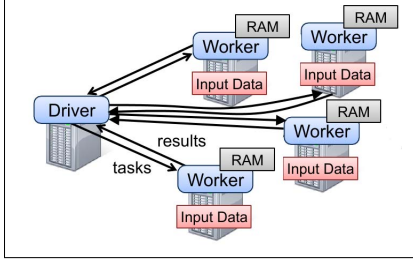 RAM
Worker
Input Data
RAM
Worker
Input Data
Driver
RAM
Worker
Input Data
results
tasks
RAM
Worker
Input Data